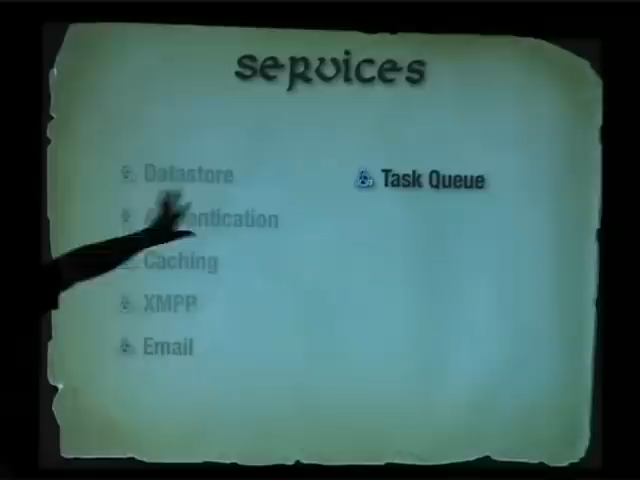 services
Datastore
Task Queue
Caching
XMPP
Email